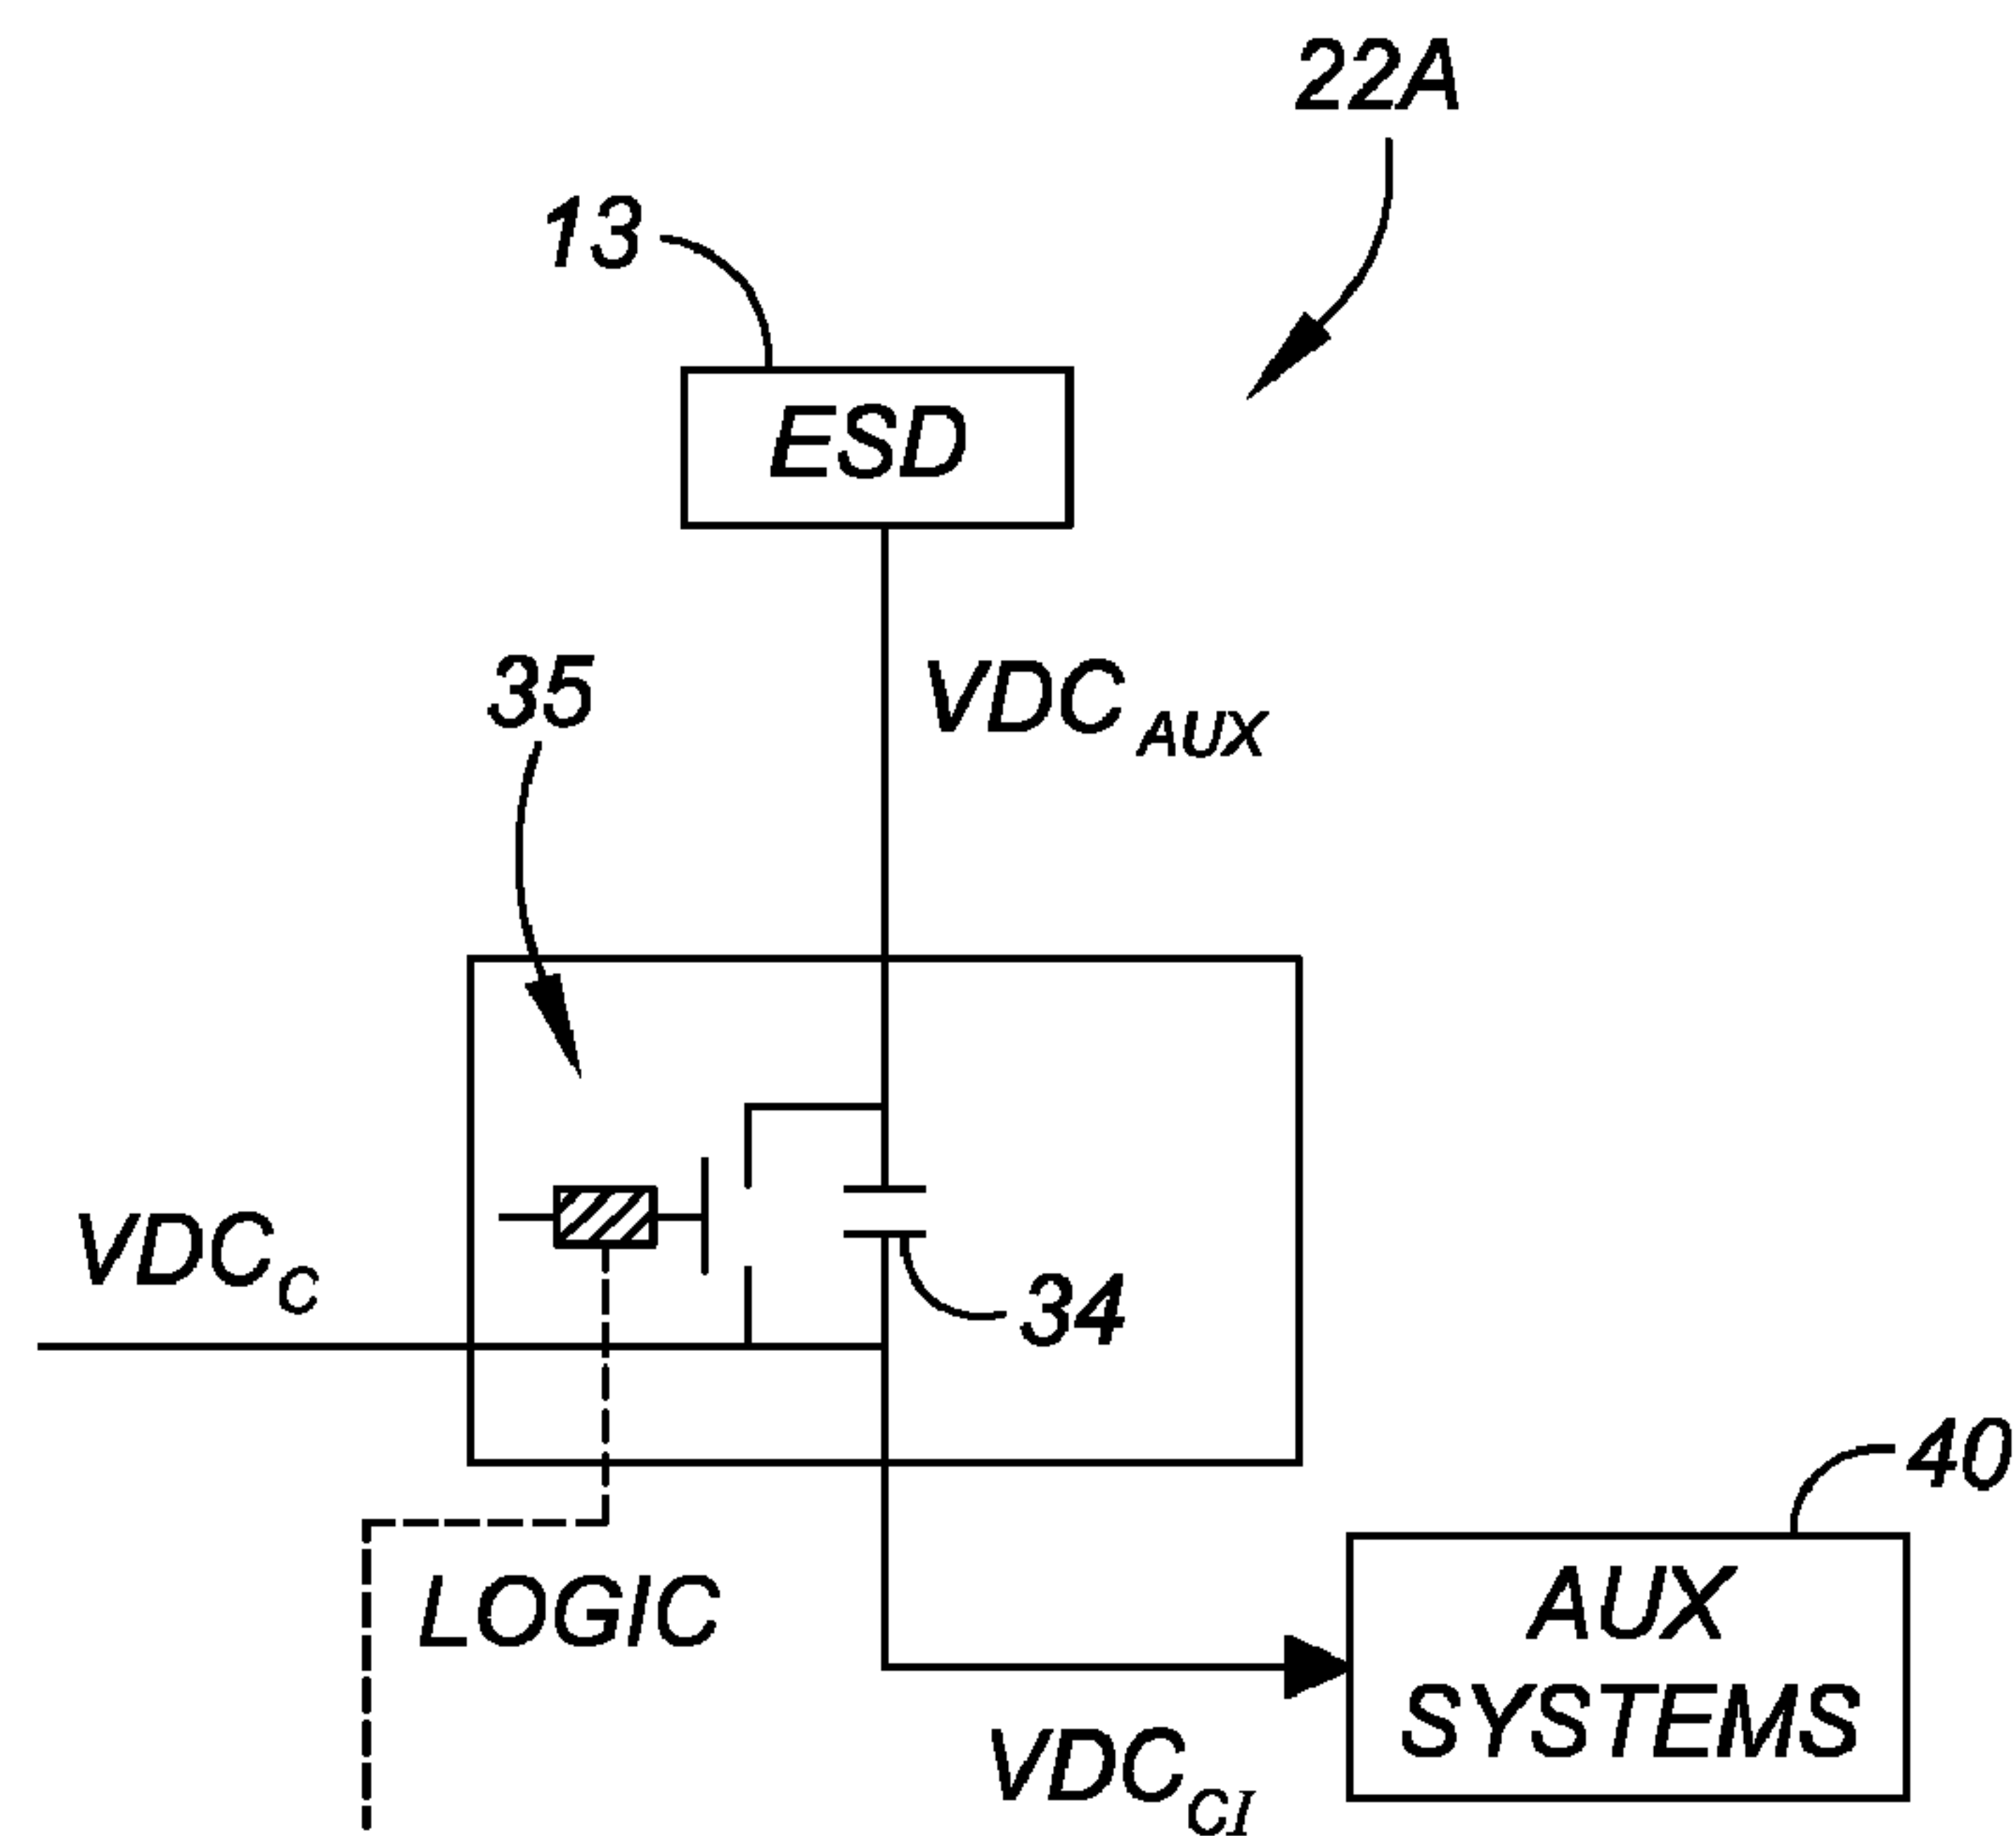 22A
13
ESD
35
VDC AUX
VDC C
34
40
LOGIC
AUX
SYSTEMS
VDC CI